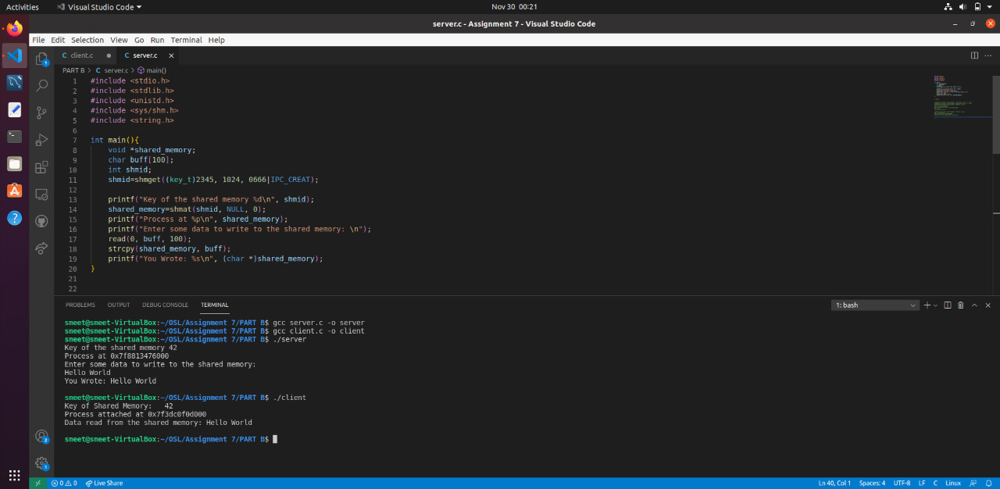 Activities Visual Studio Code Nov 30 00:21
server.c - Assignment 7 - Visual Studio Code
File Edit Selection View Go Run Terminal Help
C client.c C server.c
PART B > C server.c > main()
1 #include <stdio.h>
2 #include <stdlib.h>
3 #include <unistd.h>
4 #include <sys/shm.h>
5 #include <string.h>
6
7 int main(){
8 void *shared_memory;
9 char buff[100];
10 int shmid;
11 shmid=shmget((key_t)2345, 1024, 0666|IPC_CREAT);
12
13 printf("Key of the shared memory %d\n", shmid);
14 shared_memory=shmat(shmid, NULL, 0);
15 printf("Process at %p\n", shared_memory);
16 printf("Enter some data to write to the shared memory: \n");
17 read(0, buff, 100);
18 strcpy(shared_memory, buff);
19 printf("You Wrote: %s\n", (char *)shared_memory);
20 }
21
22
PROBLEMS OUTPUT DEBUG CONSOLE TERMINAL 1: bash
smeet@smeet-VirtualBox:~/OSL/Assignment 7/PART B$ gcc server.c -o server
smeet@smeet-VirtualBox:~/OSL/Assignment 7/PART B$ gcc client.c -o client
smeet@smeet-VirtualBox:~/OSL/Assignment 7/PART B$ ./server
Key of the shared memory 42
Process at 0x7f8813476000
Enter some data to write to the shared memory:
Hello World
You Wrote: Hello World
smeet@smeet-VirtualBox:~/OSL/Assignment 7/PART B$ ./client
Key of Shared Memory: 42
Process attached at 0x7f3dc0f0d000
Data read from the shared memory: Hello World
smeet@smeet-VirtualBox:~/OSL/Assignment 7/PART B$
0 0 Live Share Ln 40, Col 1 Spaces: 4 UTF-8 LF C Linux